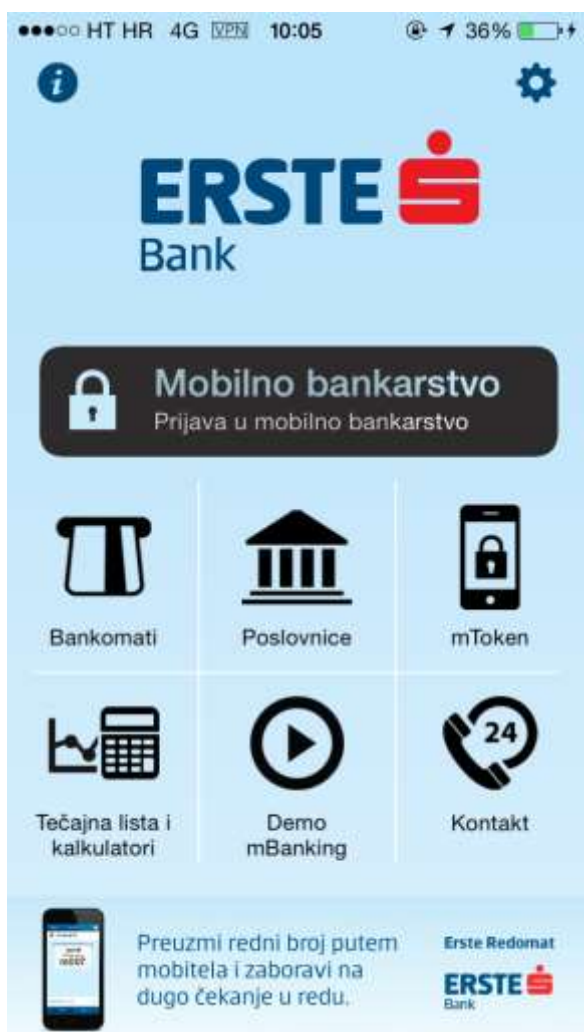 HT HR 4G VPN 10:05 36%
ERSTE
Bank
Mobilno bankarstvo
Prijava u mobilno bankarstvo
Bankomati
Poslovnice
mToken
24
Tečajna lista i
kalkulatori
Demo
mBanking
Kontakt
Preuzmi redni broj putem
mobitela i zaboravi na
dugo čekanje u redu.
Erste Redomat
ERSTE
Bank